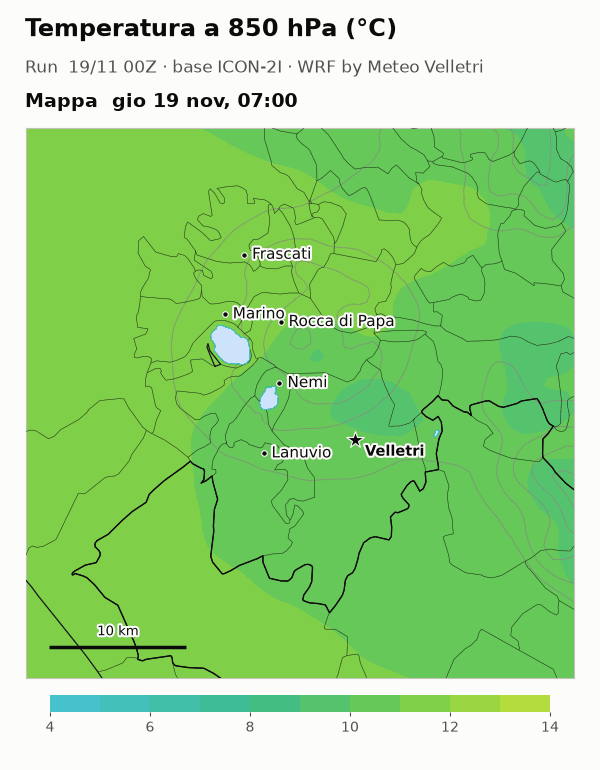 Temperatura a 850 hPa (°C)
Run  19/11 00Z · base ICON-2I · WRF by Meteo Velletri
Mappa  gio 19 nov, 07:00
Frascati
Marino
Rocca di Papa
Nemi
Velletri
Lanuvio
10 km
4 6 8 10 12 14